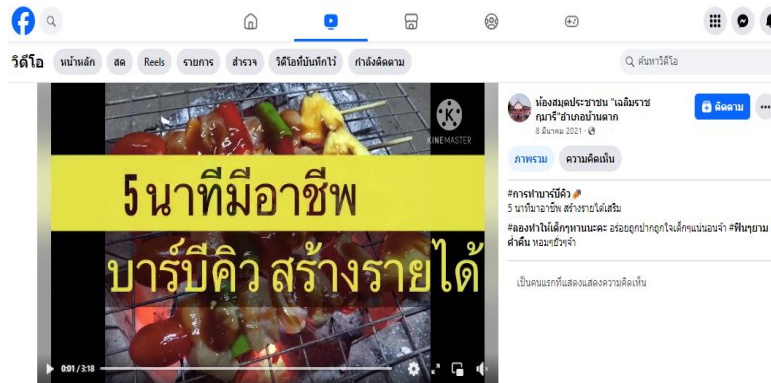 วิดีโอ
หน้าหลัก
สด
Reels
รายการ
สำรวจ
วิดีโอที่บันทึกไว้
กำลังติดตาม
ค้นหาวิดีโอ
KINEMASTER
5 นาทีมีอาชีพ
บาร์บีคิว สร้างรายได้
0:01 / 3:18
ห้องสมุดประชาชน "เฉลิมราช
กุมารี"อำเภอบ้านตาก
8 มีนาคม 2021
ติดตาม
ภาพรวม
ความคิดเห็น
#การทำบาร์บีคิว
5 นาทีมาอาชีพ สร้างรายได้เสริม
#ลองทำให้เด็กๆทานนะคะ อร่อยถูกปากถูกใจเด็กๆแน่นอนจ้า #ฟินๆยาม
ค่ำคืน หอมๆยั่วๆจ้า
เป็นคนแรกที่แสดงแสดงความคิดเห็น